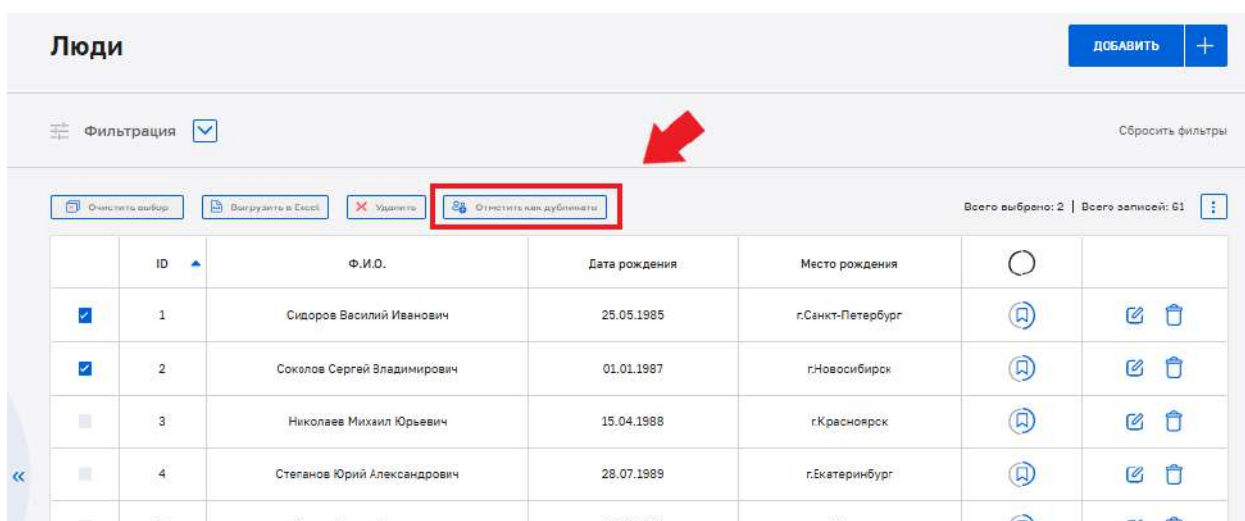 Люди
ДОБАВИТЬ
Фильтрация
Сбросить фильтры
Очистить выбор Выгрузить в Excel Удалить Отметить как дубликаты Всего выбрано: 2 | Всего записей: 61
ID Ф.И.О. Дата рождения Место рождения
1 Сидоров Василий Иванович 25.05.1985 г.Санкт-Петербург
2 Соколов Сергей Владимирович 01.01.1987 г.Новосибирск
3 Николаев Михаил Юрьевич 15.04.1988 г.Красноярск
4 Степанов Юрий Александрович 28.07.1989 г.Екатеринбург